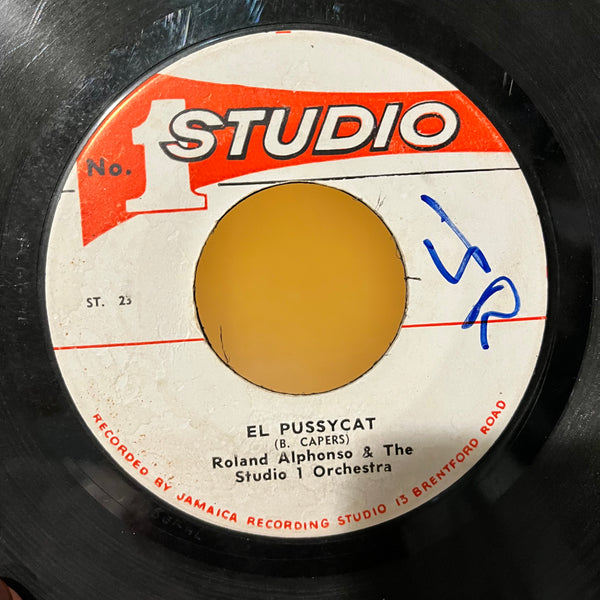 No. 1 STUDIO
ST. 23
EL PUSSYCAT
(B. CAPERS)
Roland Alphonso & The
Studio 1 Orchestra
RECORDED BY JAMAICA RECORDING STUDIO 13 BRENTFORD ROAD